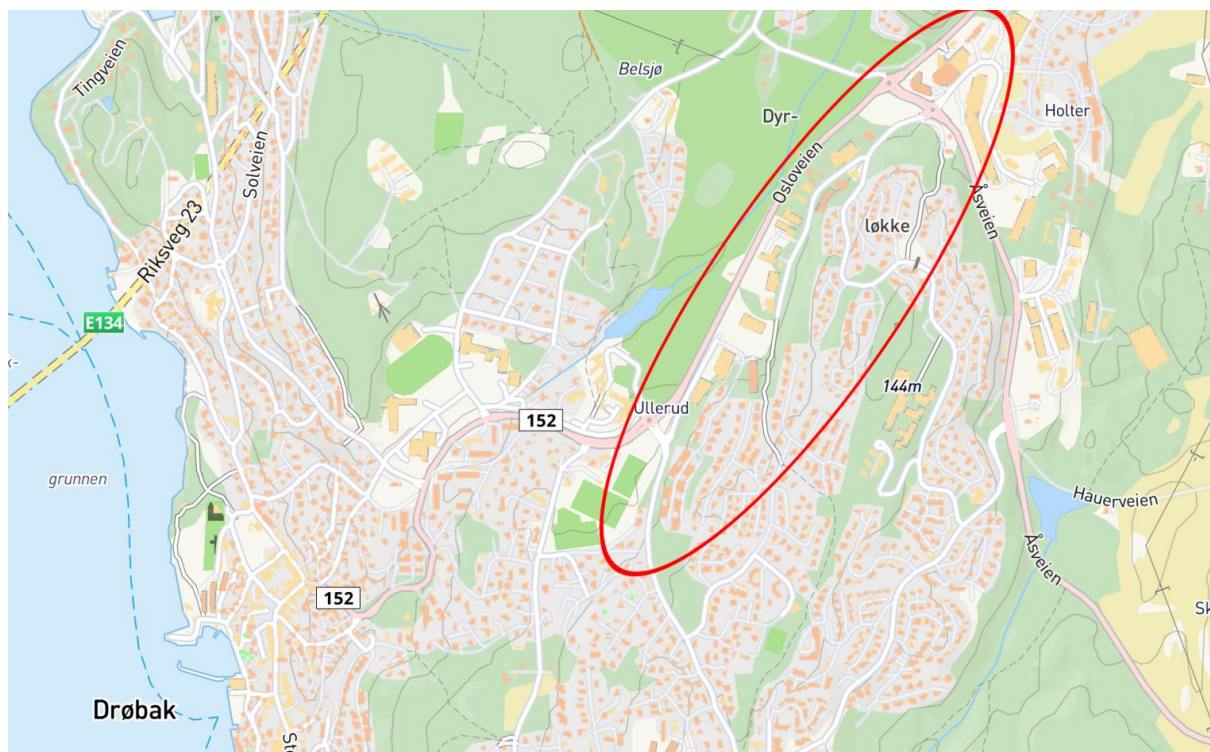 Tingveien
Solveien
Riksveg 23
E134
k-
grunnen
Drøbak
152
152
Belsjø
Dyr-
løkke
Osloveien
Åsveien
Holter
Ullerud
144m
Hauerveien
Åsveien
Sk
Sto